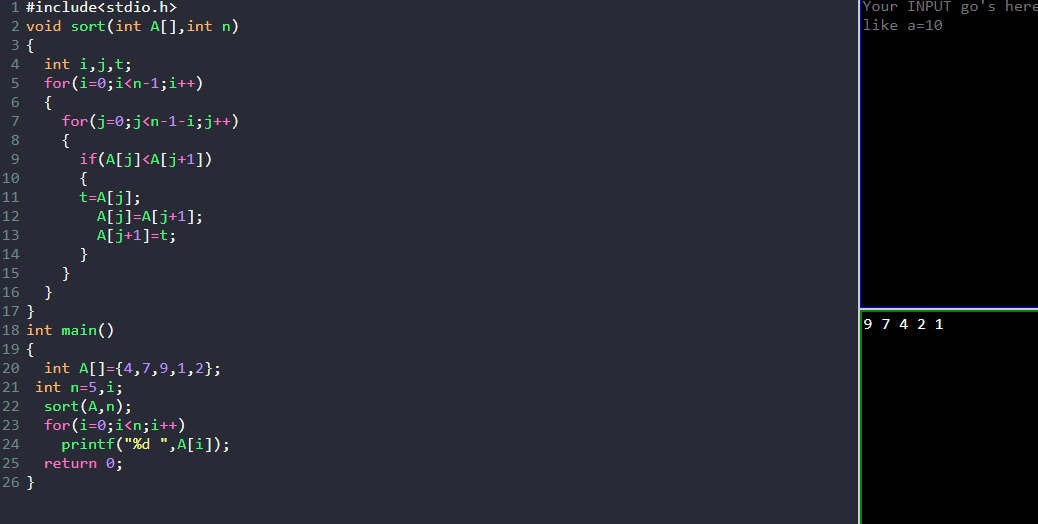 1 #include<stdio.h>
2 void sort(int A[],int n)
3 {
4 int i,j,t;
5 for(i=0;i<n-1;i++)
6 {
7 for(j=0;j<n-1-i;j++)
8 {
9 if(A[j]<A[j+1])
10 {
11 t=A[j];
12 A[j]=A[j+1];
13 A[j+1]=t;
14 }
15 }
16 }
17 }
18 int main()
19 {
20 int A[]={4,7,9,1,2};
21 int n=5,i;
22 sort(A,n);
23 for(i=0;i<n;i++)
24 printf("%d ",A[i]);
25 return 0;
26 }
Your INPUT go's here
like a=10
9 7 4 2 1